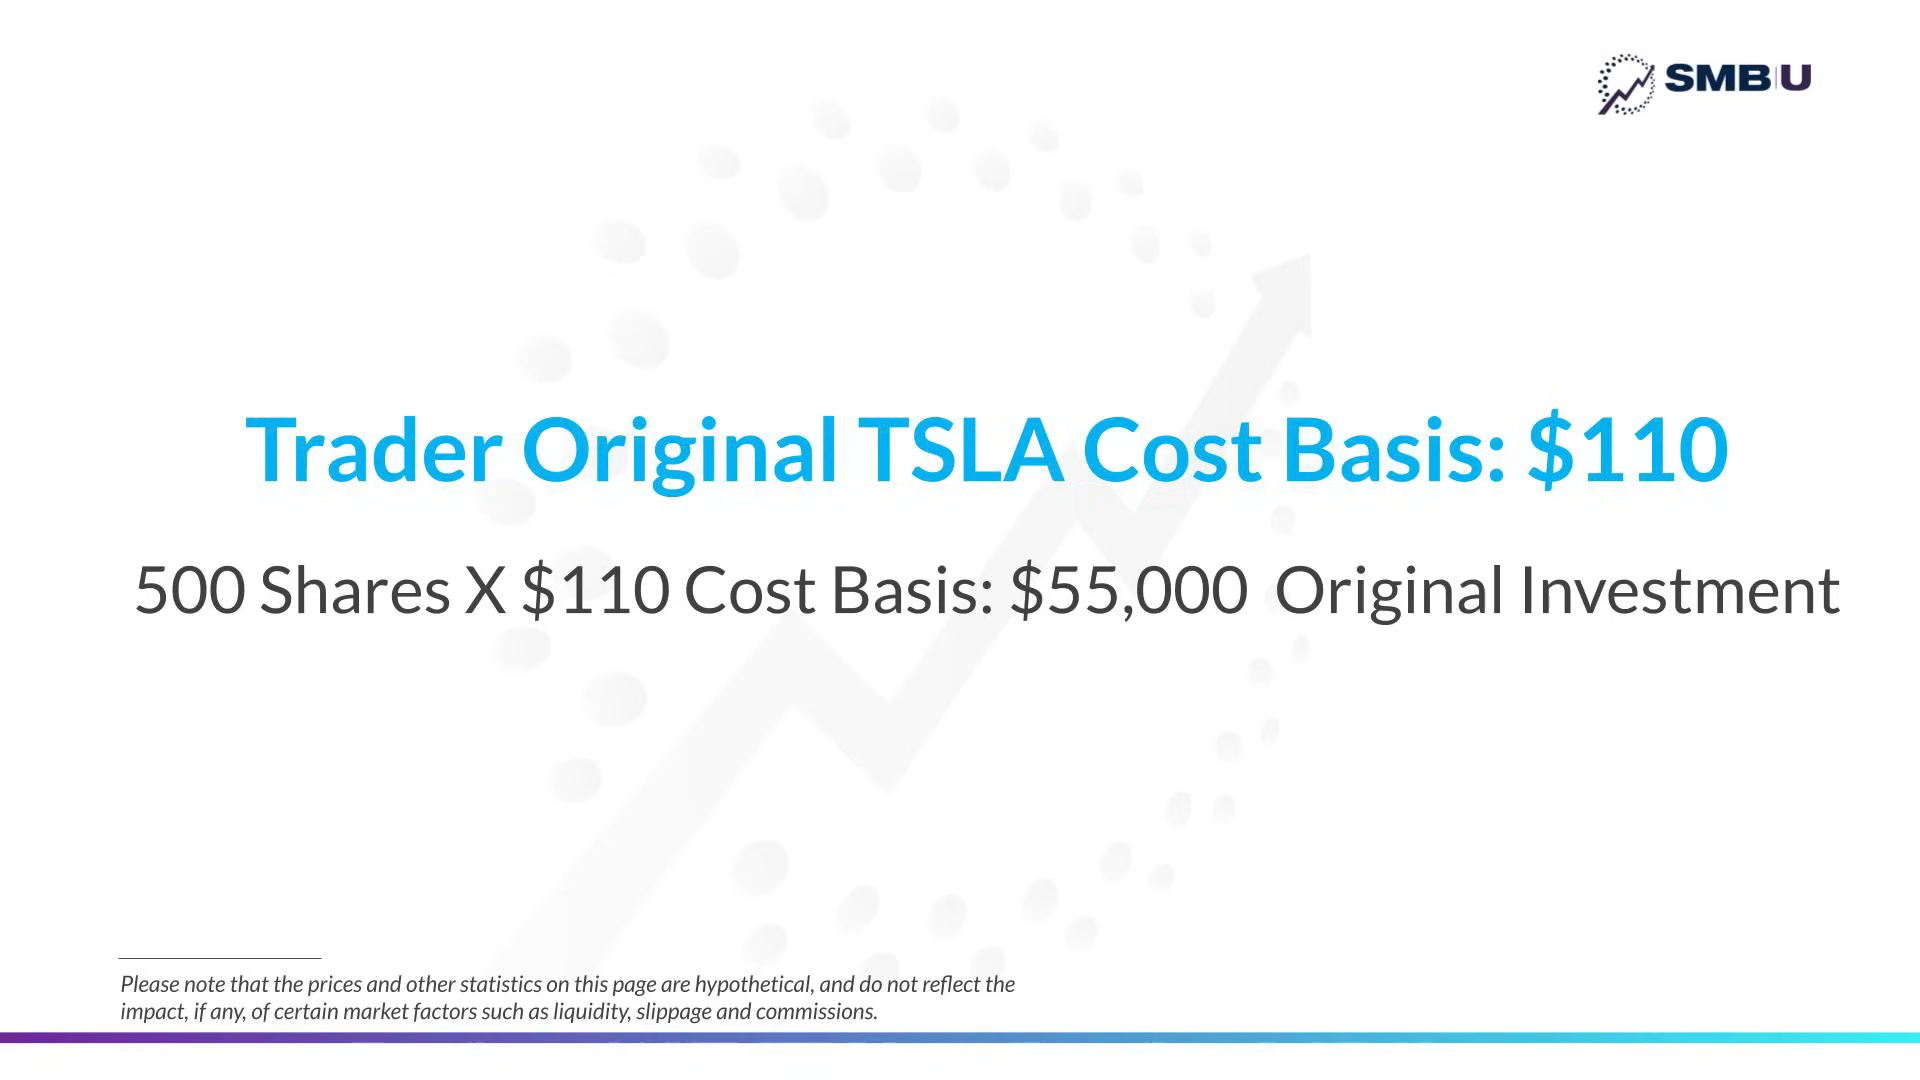 SMB|U
Trader Original TSLA Cost Basis: $110
500 Shares X $110 Cost Basis: $55,000 Original Investment
Please note that the prices and other statistics on this page are hypothetical, and do not reflect the
impact, if any, of certain market factors such as liquidity, slippage and commissions.